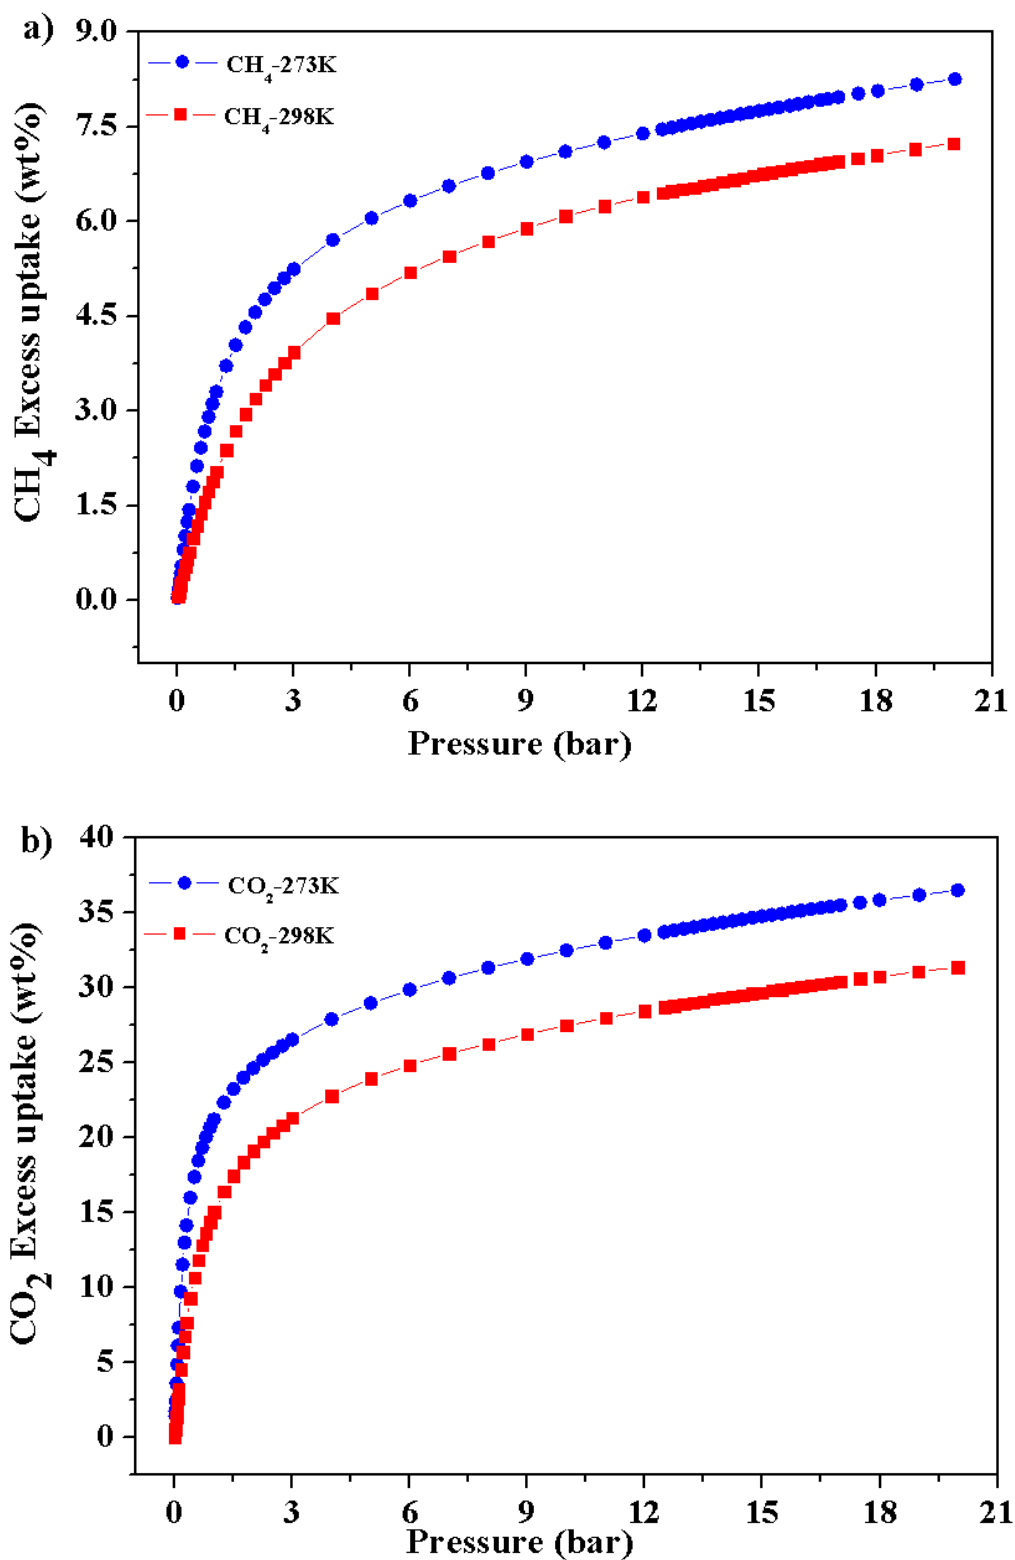 a)
CH4 Excess uptake (wt%)
9.0
7.5
6.0
4.5
3.0
1.5
0.0
CH4-273K
CH4-298K
0 3 6 9 12 15 18 21
Pressure (bar)
b)
CO2 Excess uptake (wt%)
40
35
30
25
20
15
10
5
0
CO2-273K
CO2-298K
0 3 6 9 12 15 18 21
Pressure (bar)